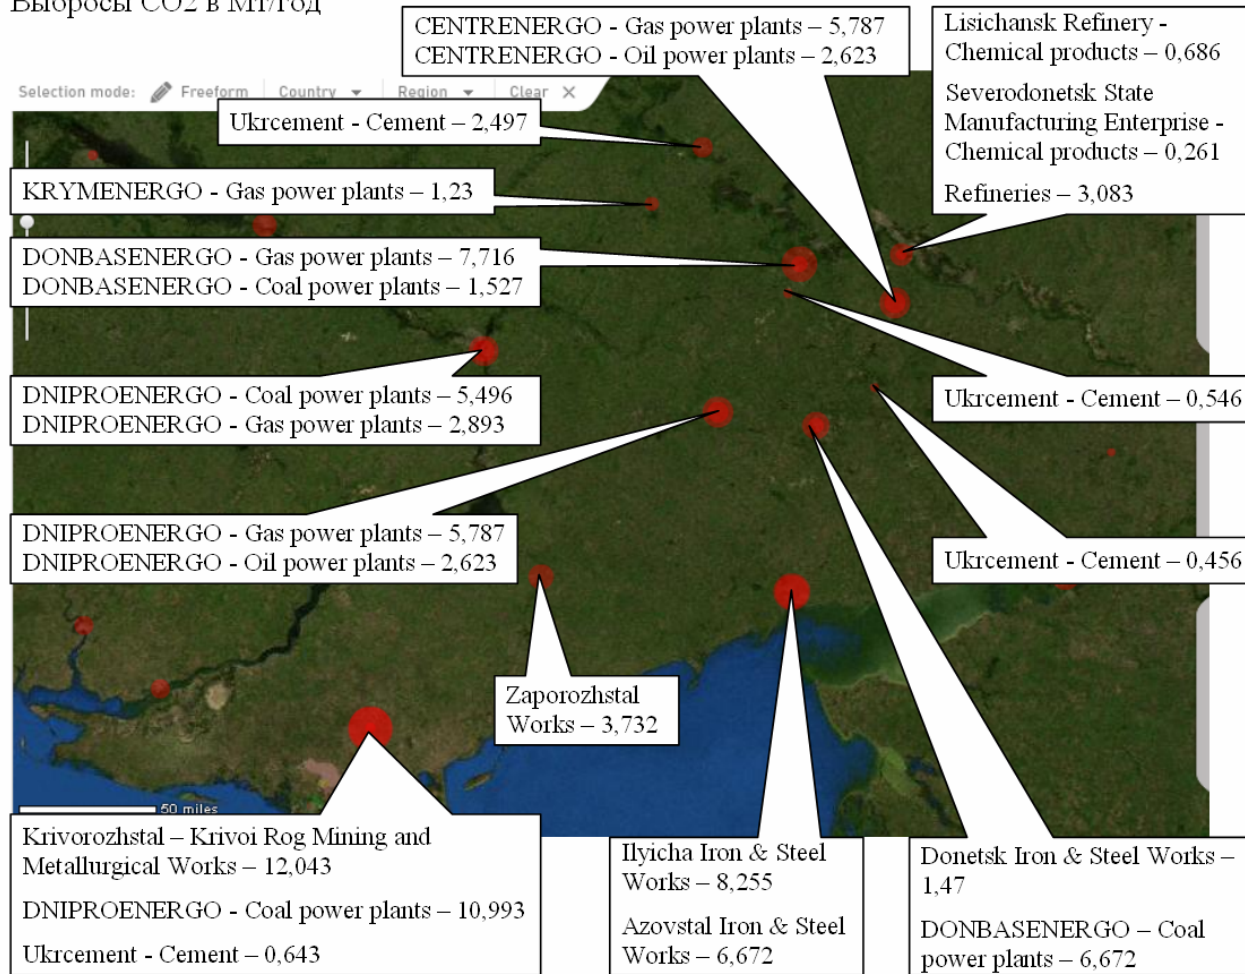 Выбросы CO2 в Мт/год
CENTRENERGO - Gas power plants – 5,787
CENTRENERGO - Oil power plants – 2,623
Lisichansk Refinery -
Chemical products – 0,686
Severodonetsk State
Manufacturing Enterprise -
Chemical products – 0,261
Refineries – 3,083
Selection mode: Freeform Country Region Clear
Ukrcement - Cement – 2,497
KRYMENERGO - Gas power plants – 1,23
DONBASENERGO - Gas power plants – 7,716
DONBASENERGO - Coal power plants – 1,527
DNIPROENERGO - Coal power plants – 5,496
DNIPROENERGO - Gas power plants – 2,893
Ukrcement - Cement – 0,546
DNIPROENERGO - Gas power plants – 5,787
DNIPROENERGO - Oil power plants – 2,623
Ukrcement - Cement – 0,456
Zaporozhstal
Works – 3,732
50 miles
Krivorozhstal – Krivoi Rog Mining and
Metallurgical Works – 12,043
DNIPROENERGO - Coal power plants – 10,993
Ukrcement - Cement – 0,643
Ilyicha Iron & Steel
Works – 8,255
Azovstal Iron & Steel
Works – 6,672
Donetsk Iron & Steel Works –
1,47
DONBASENERGO – Coal
power plants – 6,672